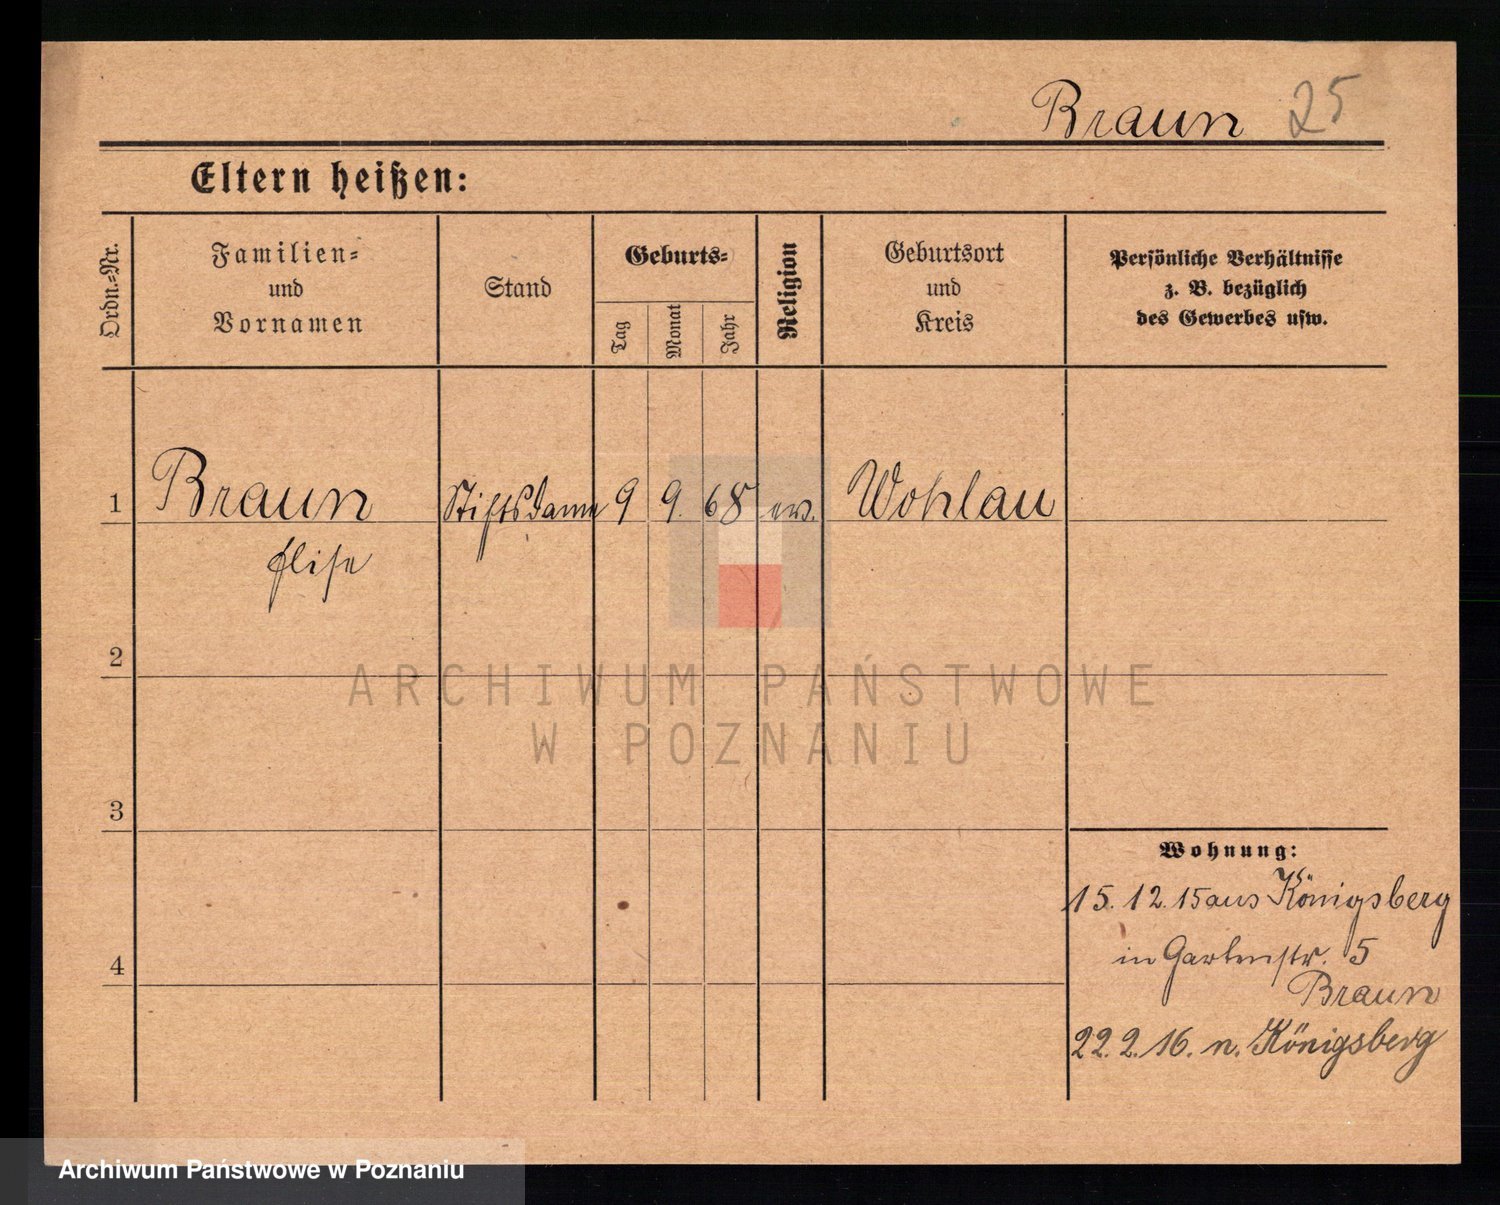 Braun 25
Eltern heißen:
Ordn.-Nr.
Familien-
und
Vornamen
Stand
Geburts-
Tag
Monat
Jahr
Religion
Geburtsort
und
Kreis
Persönliche Verhältnisse
z. B. bezüglich
des Gewerbes usw.
1 Braun Stiftsdame 9 9. 68 ev. Wohlau
Elise
2
3
4
Wohnung:
15. 12. 15 aus Königsberg
in Gartenstr. 5
Braun
22. 2. 16. n. Königsberg
ARCHIWUM PAŃSTWOWE
W POZNANIU
Archiwum Państwowe w Poznaniu